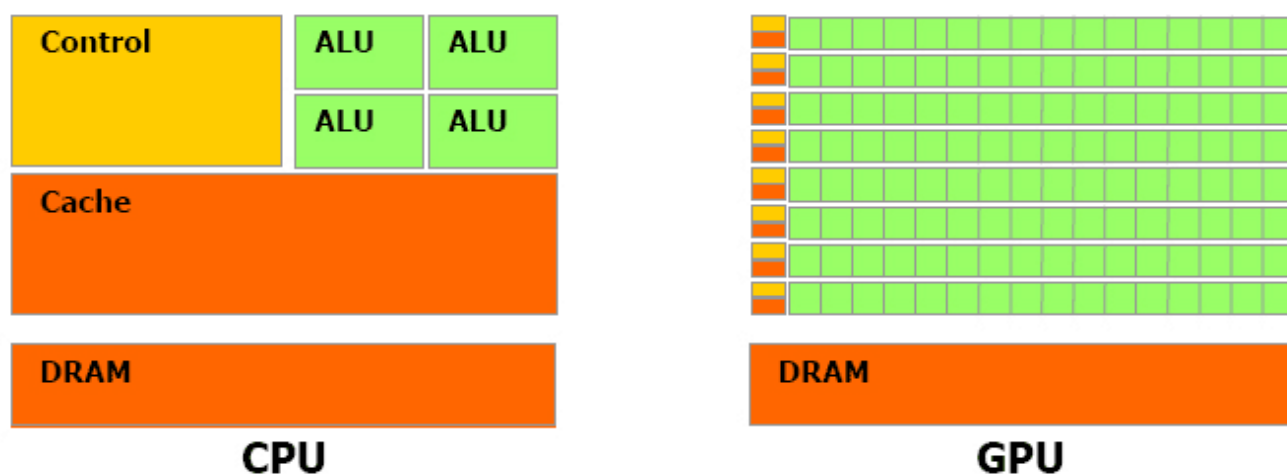 Control
ALU ALU
ALU ALU
Cache
DRAM
CPU
DRAM
GPU